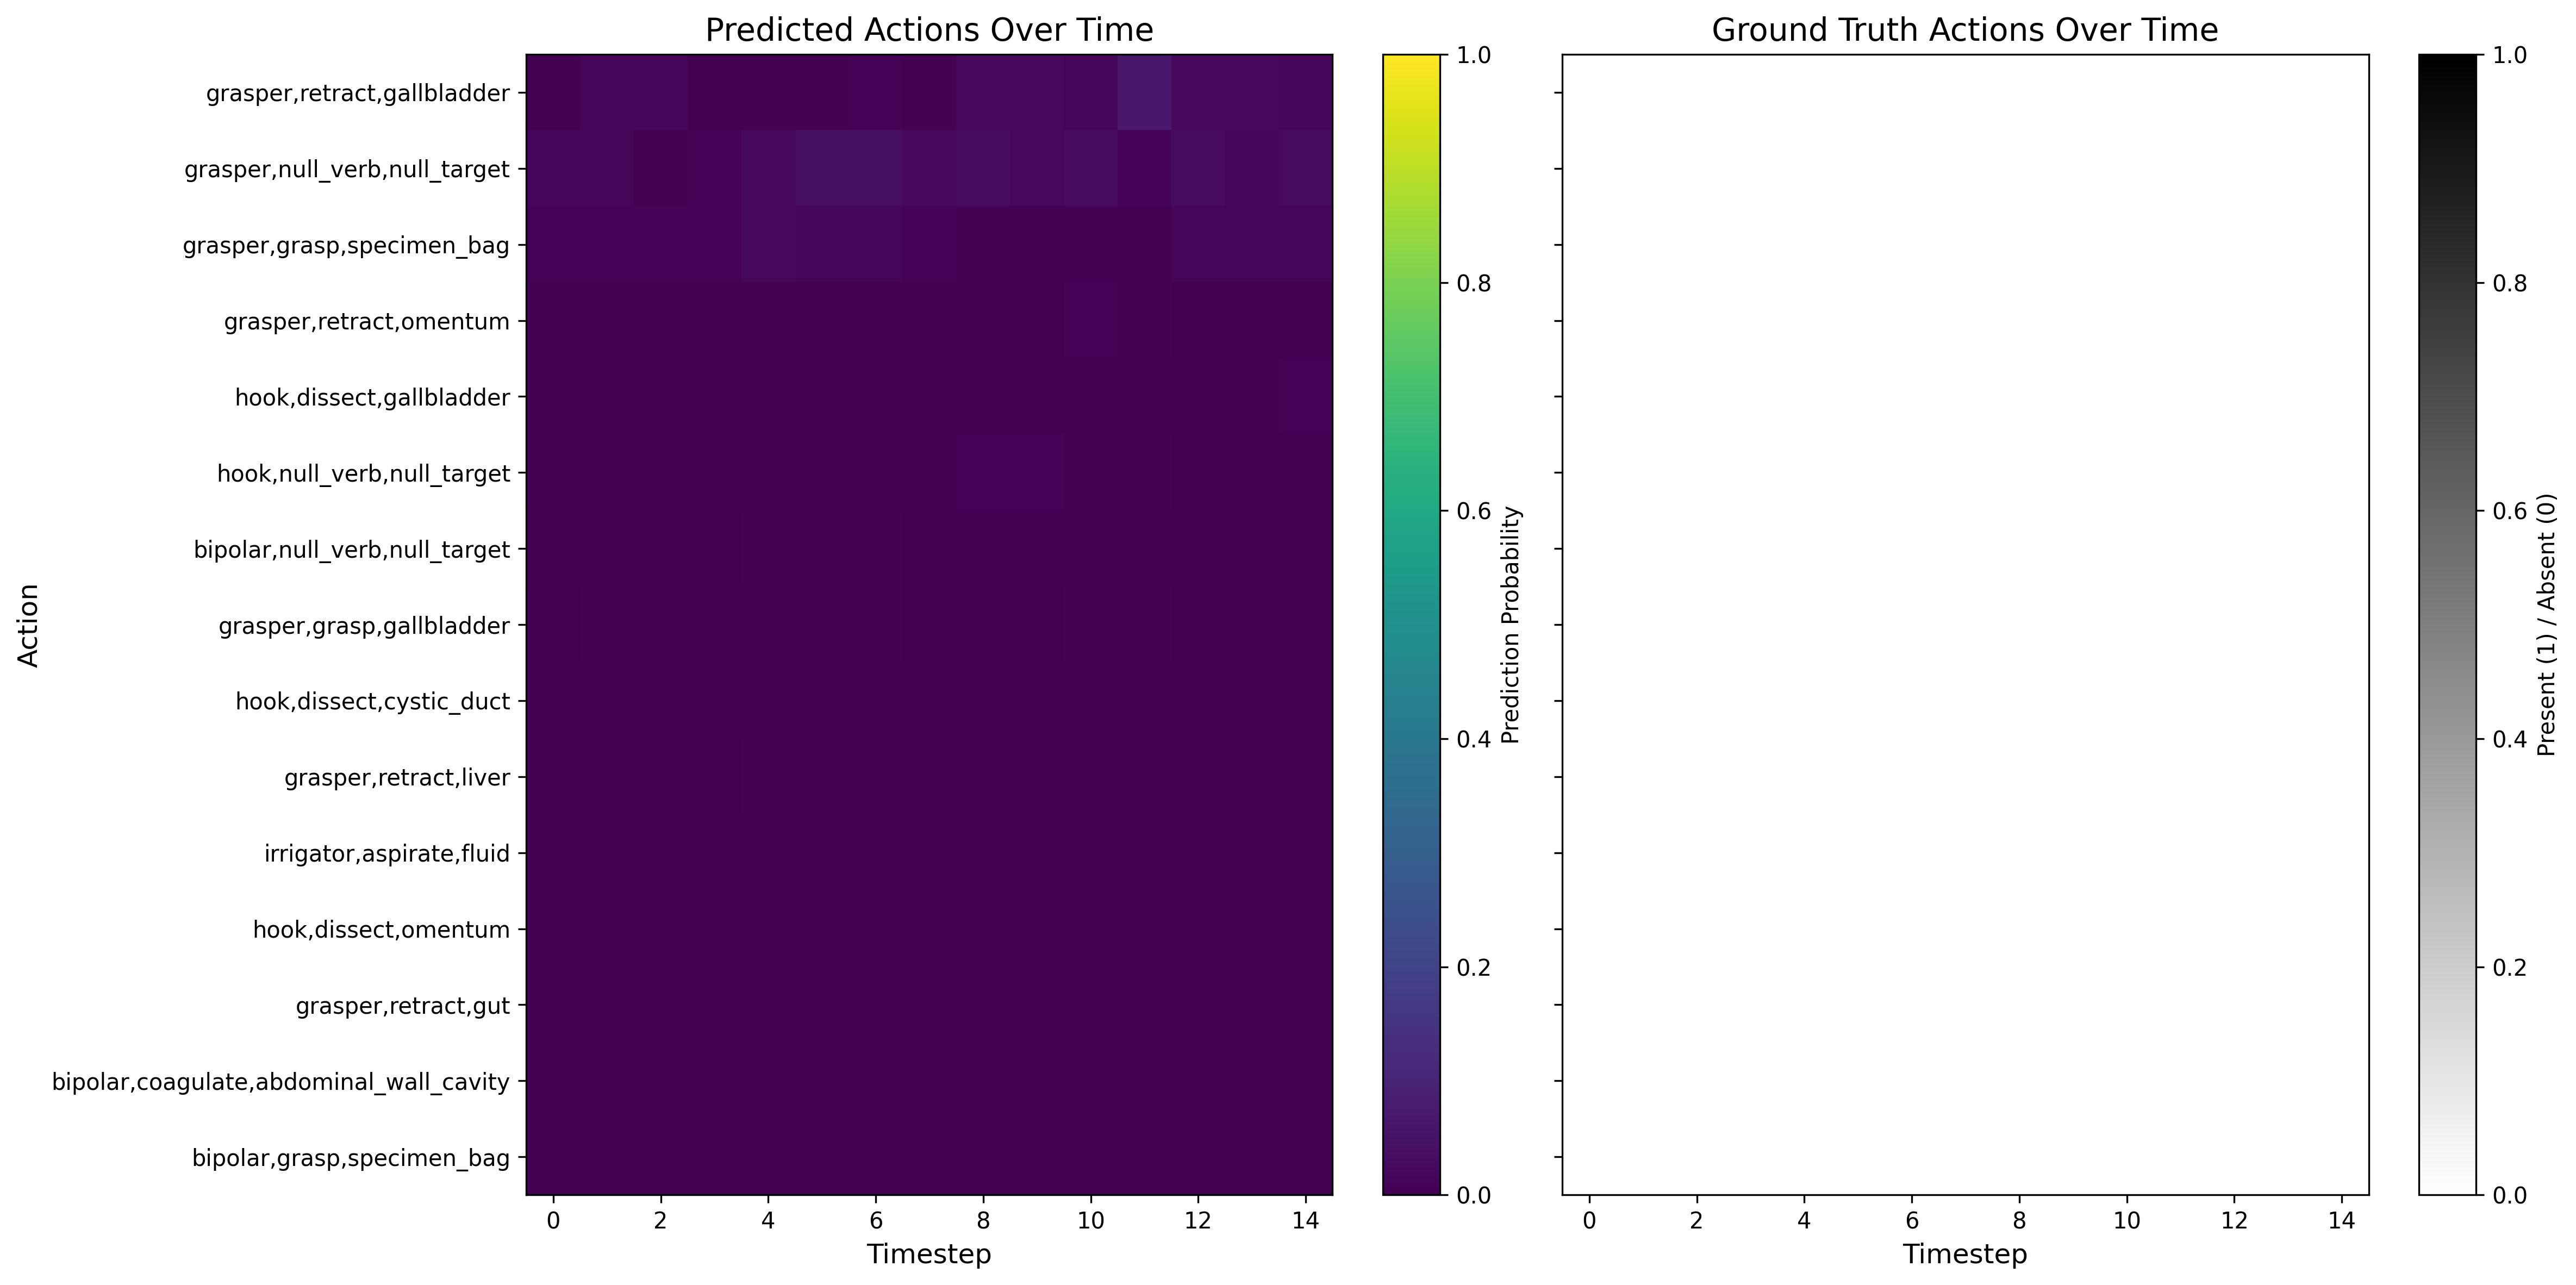 Predicted Actions Over Time
Ground Truth Actions Over Time
Action
grasper,retract,gallbladder
grasper,null_verb,null_target
grasper,grasp,specimen_bag
grasper,retract,omentum
hook,dissect,gallbladder
hook,null_verb,null_target
bipolar,null_verb,null_target
grasper,grasp,gallbladder
hook,dissect,cystic_duct
grasper,retract,liver
irrigator,aspirate,fluid
hook,dissect,omentum
grasper,retract,gut
bipolar,coagulate,abdominal_wall_cavity
bipolar,grasp,specimen_bag
0 2 4 6 8 10 12 14
Timestep
1.0
0.8
0.6
0.4
0.2
0.0
Prediction Probability
0 2 4 6 8 10 12 14
Timestep
1.0
0.8
0.6
0.4
0.2
0.0
Present (1) / Absent (0)